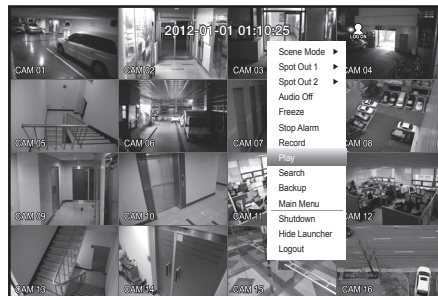 2012-01-01 01:10:25
LOG ON
CAM 01
CAM 02
CAM 03
CAM 04
Scene Mode
Spot Out 1
Spot Out 2
Audio Off
Freeze
Stop Alarm
Record
Play
Search
Backup
Main Menu
Shutdown
Hide Launcher
Logout
CAM 05
CAM 06
CAM 07
CAM 08
CAM 09
CAM 10
CAM 11
CAM 12
CAM 13
CAM 14
CAM 15
CAM 16